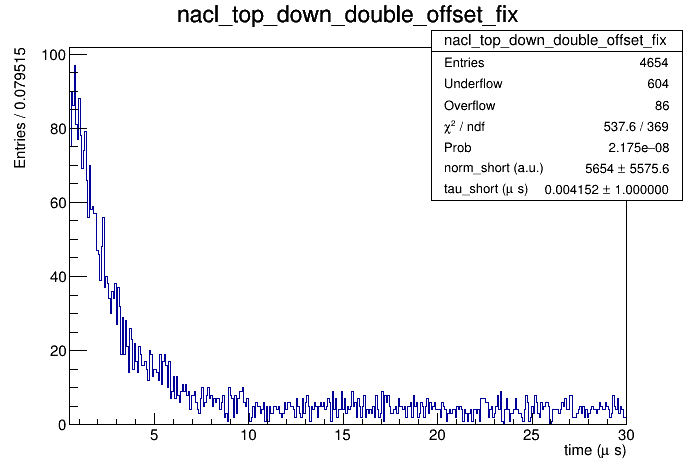 nacl_top_down_double_offset_fix
nacl_top_down_double_offset_fix
Entries 4654
Underflow 604
Overflow 86
χ² / ndf 537.6 / 369
Prob 2.175e−08
norm_short (a.u.) 5654 ± 5575.6
tau_short (μ s) 0.004152 ± 1.000000
Entries / 0.079515
100
80
60
40
20
0
5 10 15 20 25 30
time (μ s)